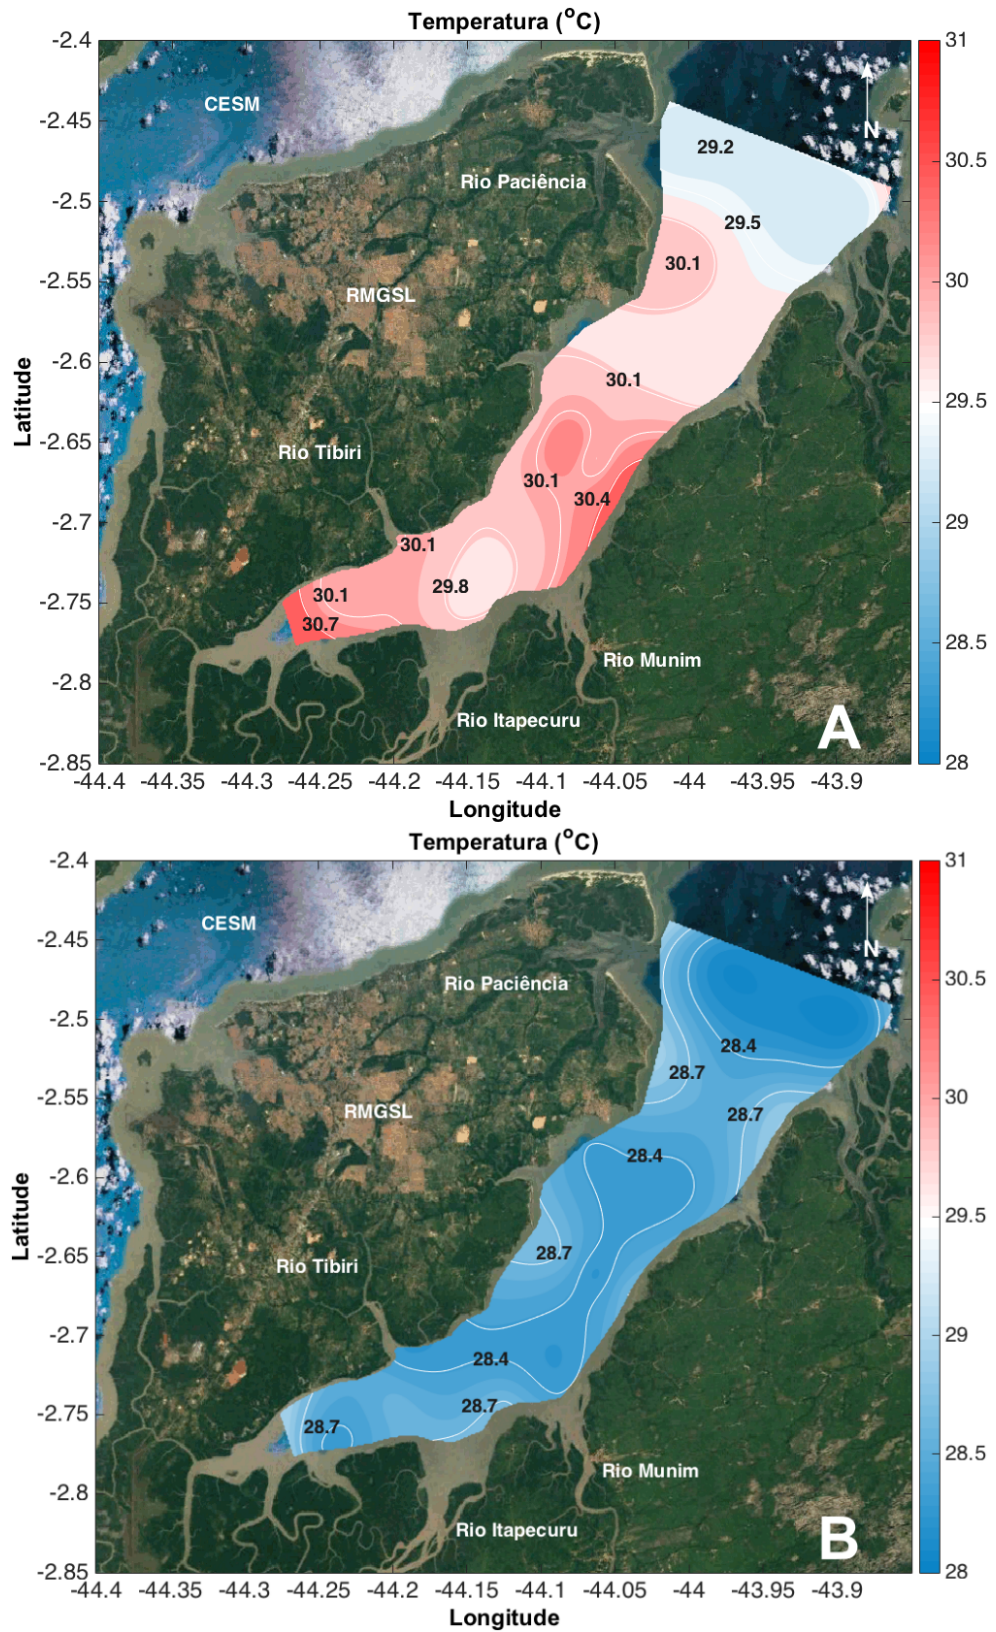 Temperatura (°C)
-2.4
-2.45
-2.5
-2.55
-2.6
-2.65
-2.7
-2.75
-2.8
-2.85
Latitude
CESM
Rio Paciência
RMGSL
Rio Tibiri
Rio Munim
Rio Itapecuru
N
29.2
29.5
30.1
30.1
30.1
30.4
30.1
29.8
30.1
30.7
A
31
30.5
30
29.5
29
28.5
28
-44.4 -44.35 -44.3 -44.25 -44.2 -44.15 -44.1 -44.05 -44 -43.95 -43.9
Longitude
Temperatura (°C)
-2.4
-2.45
-2.5
-2.55
-2.6
-2.65
-2.7
-2.75
-2.8
-2.85
Latitude
CESM
Rio Paciência
RMGSL
Rio Tibiri
Rio Munim
Rio Itapecuru
N
28.4
28.7
28.7
28.4
28.7
28.4
28.7
28.7
B
31
30.5
30
29.5
29
28.5
28
-44.4 -44.35 -44.3 -44.25 -44.2 -44.15 -44.1 -44.05 -44 -43.95 -43.9
Longitude